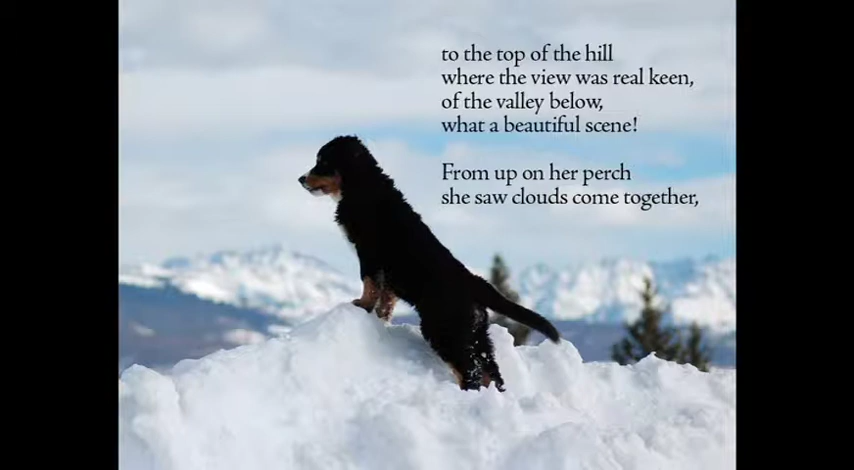 to the top of the hill
where the view was real keen,
of the valley below,
what a beautiful scene!
From up on her perch
she saw clouds come together,